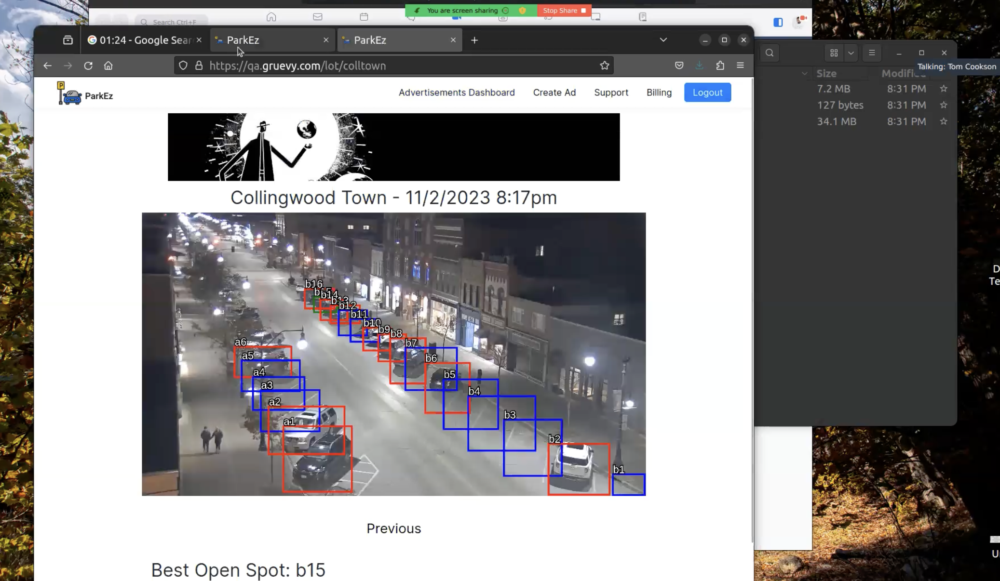 You are screen sharing Stop Share
Search Ctrl+F
01:24 - Google Sear
ParkEz
ParkEz
https://qa.gruevy.com/lot/colltown
Talking: Tom Cookson
Size
7.2 MB 8:31 PM
127 bytes 8:31 PM
34.1 MB 8:31 PM
P
ParkEz
Advertisements Dashboard Create Ad Support Billing Logout
Collingwood Town - 11/2/2023 8:17pm
b16
b14
b13
b12
b11
b10
b9
b8
b7
b6
b5
b4
b3
b2
b1
a6
a5
a4
a3
a2
a1
Previous
Best Open Spot: b15
D
Te